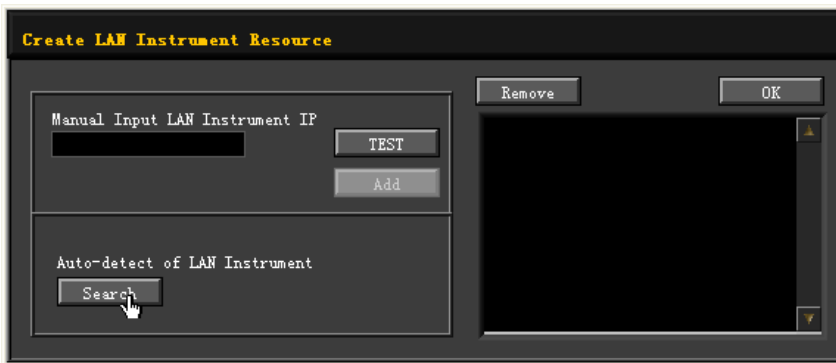 Create LAN Instrument Resource
Remove
OK
Manual Input LAN Instrument IP
TEST
Add
Auto-detect of LAN Instrument
Search